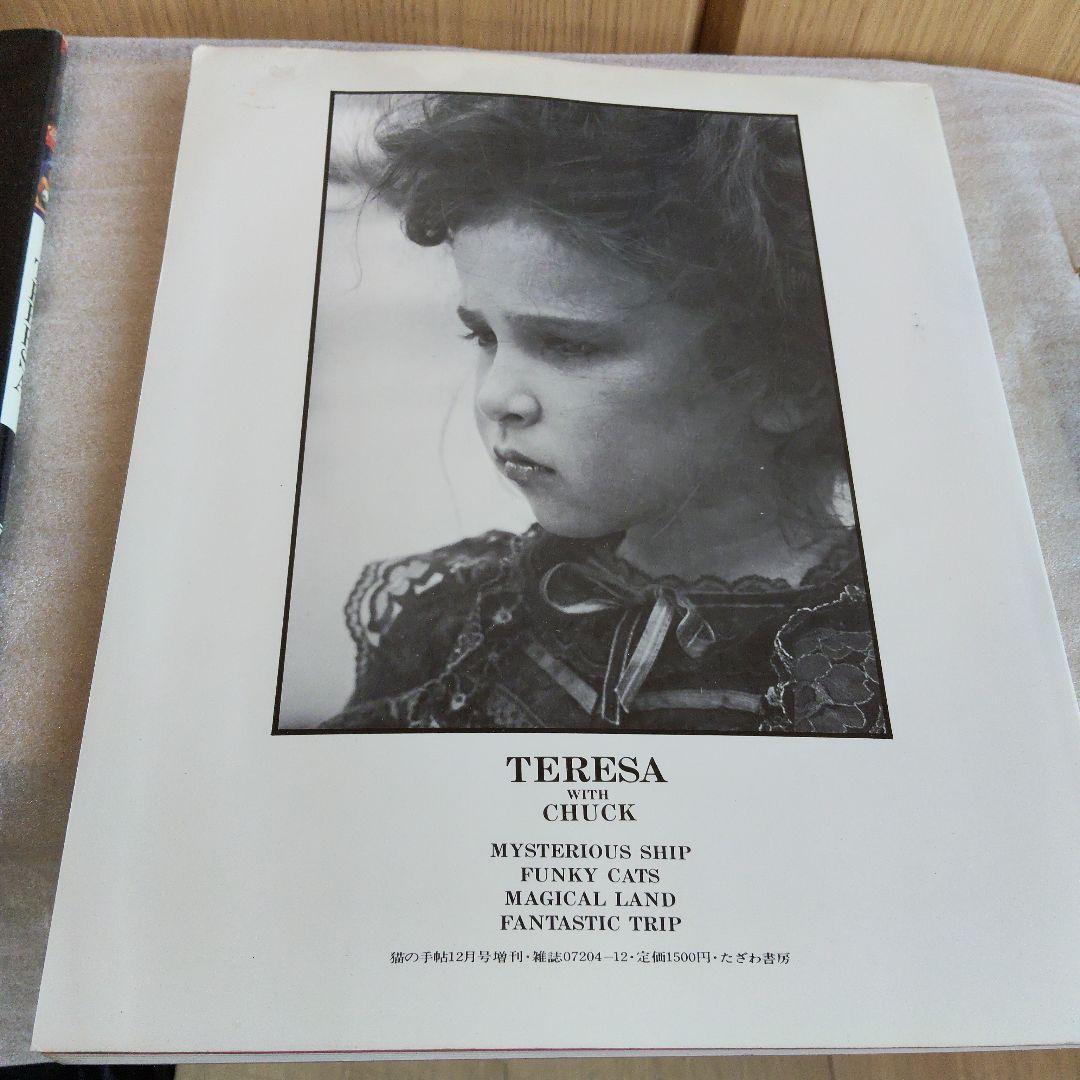 TERESA
WITH
CHUCK
MYSTERIOUS SHIP
FUNKY CATS
MAGICAL LAND
FANTASTIC TRIP
猫の手帖12月号増刊・雑誌07204-12・定価1500円・たざわ書房